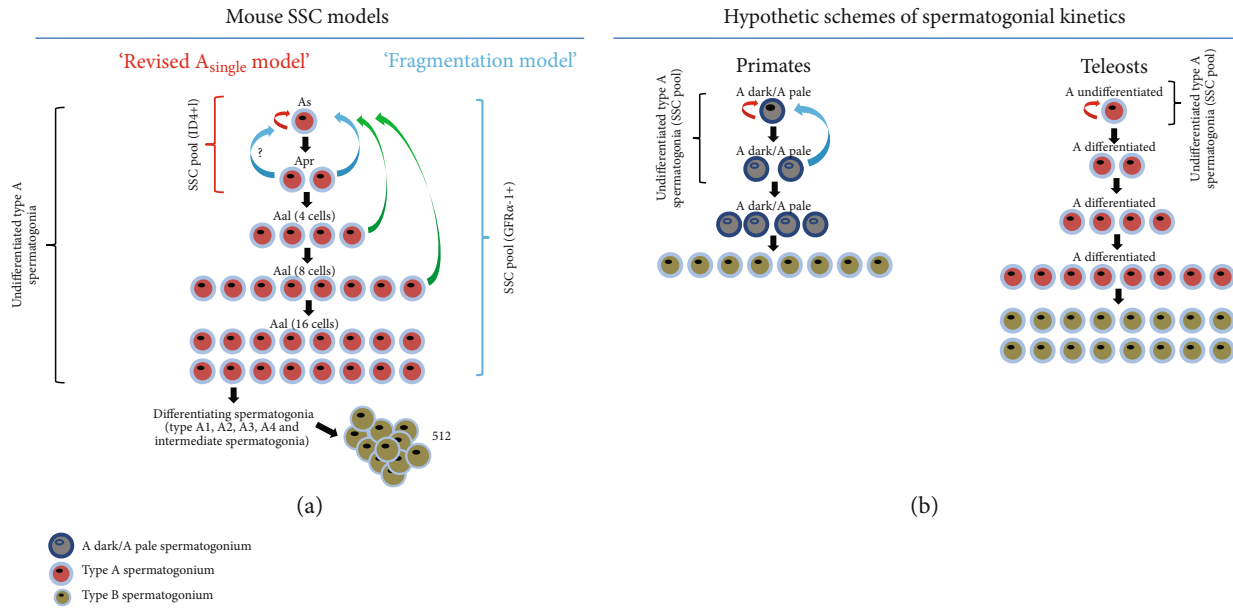 Mouse SSC models
'Revised Asingle model'
'Fragmentation model'
Undifferentiated type A
spermatogonia
SSC pool (ID4+l)
SSC pool (GFRα-1+)
As
?
Apr
Aal (4 cells)
Aal (8 cells)
Aal (16 cells)
Differentiating spermatogonia
(type A1, A2, A3, A4 and
intermediate spermatogonia)
512
(a)
Hypothetic schemes of spermatogonial kinetics
Primates
Undifferentiated type A
spermatogonia (SSC pool)
A dark/A pale
A dark/A pale
A dark/A pale
Teleosts
A undifferentiated
Undifferentiated type A
spermatogonia (SSC pool)
A differentiated
A differentiated
A differentiated
(b)
A dark/A pale spermatogonium
Type A spermatogonium
Type B spermatogonium